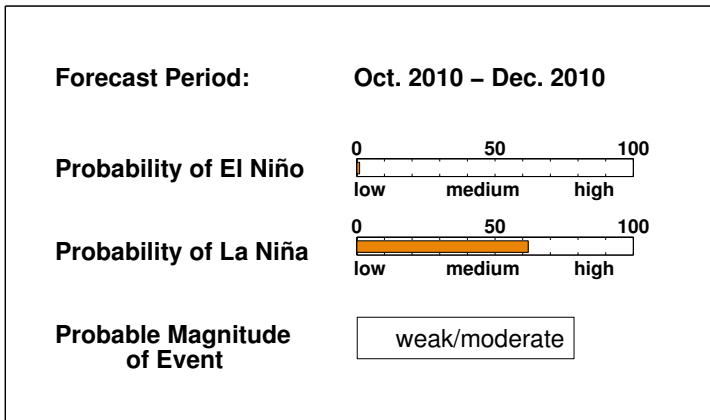 Forecast Period: Oct. 2010 – Dec. 2010
0 50 100
Probability of El Niño
low medium high
0 50 100
Probability of La Niña
low medium high
Probable Magnitude
of Event
weak/moderate